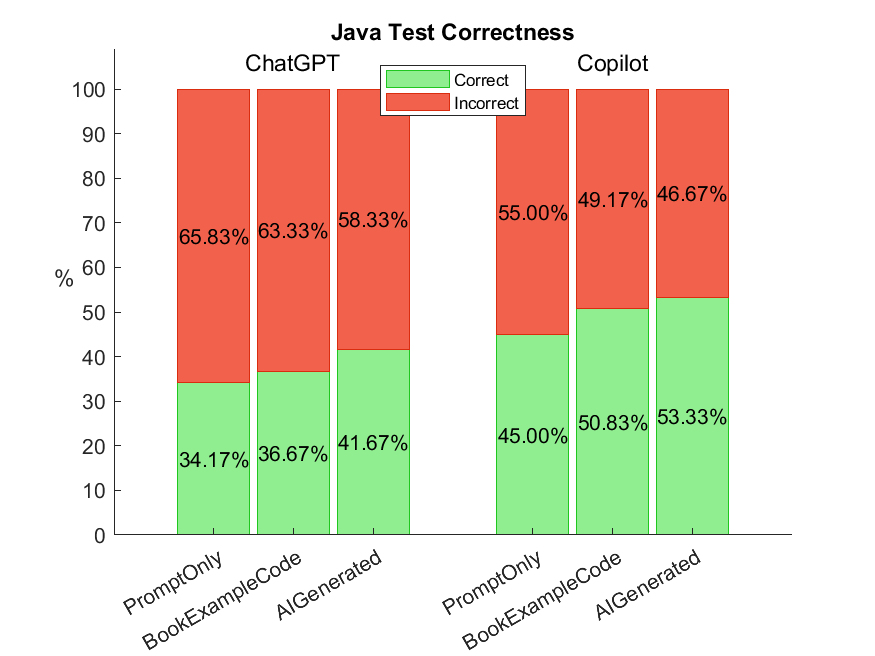 Java Test Correctness
ChatGPT
Copilot
Correct
Incorrect
100
90
80
70
60
50
40
30
20
10
0
%
65.83%
63.33%
58.33%
55.00%
49.17%
46.67%
34.17%
36.67%
41.67%
45.00%
50.83%
53.33%
PromptOnly
BookExampleCode
AIGenerated
PromptOnly
BookExampleCode
AIGenerated